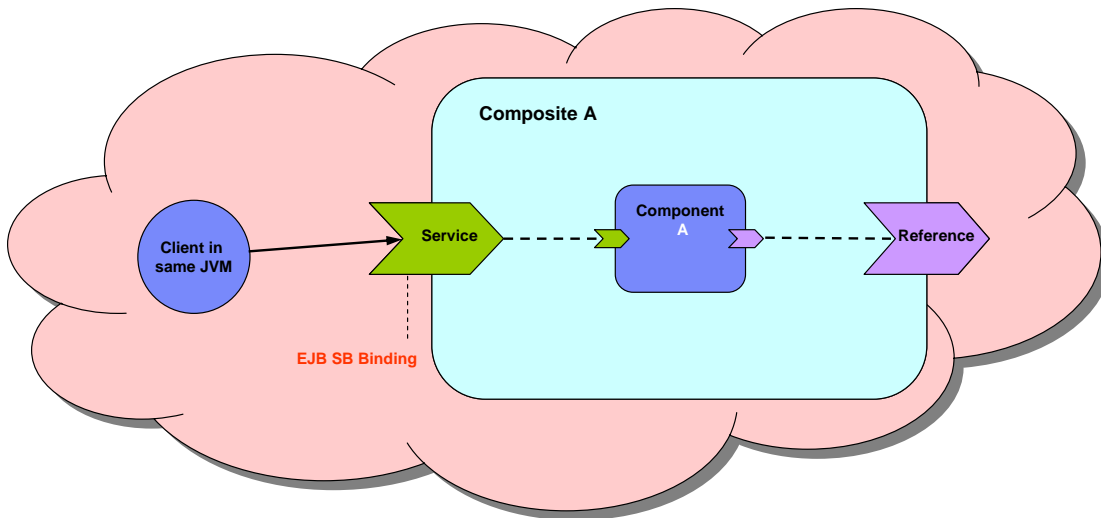 Composite A
Client in
same JVM
Service
Component
A
Reference
EJB SB Binding